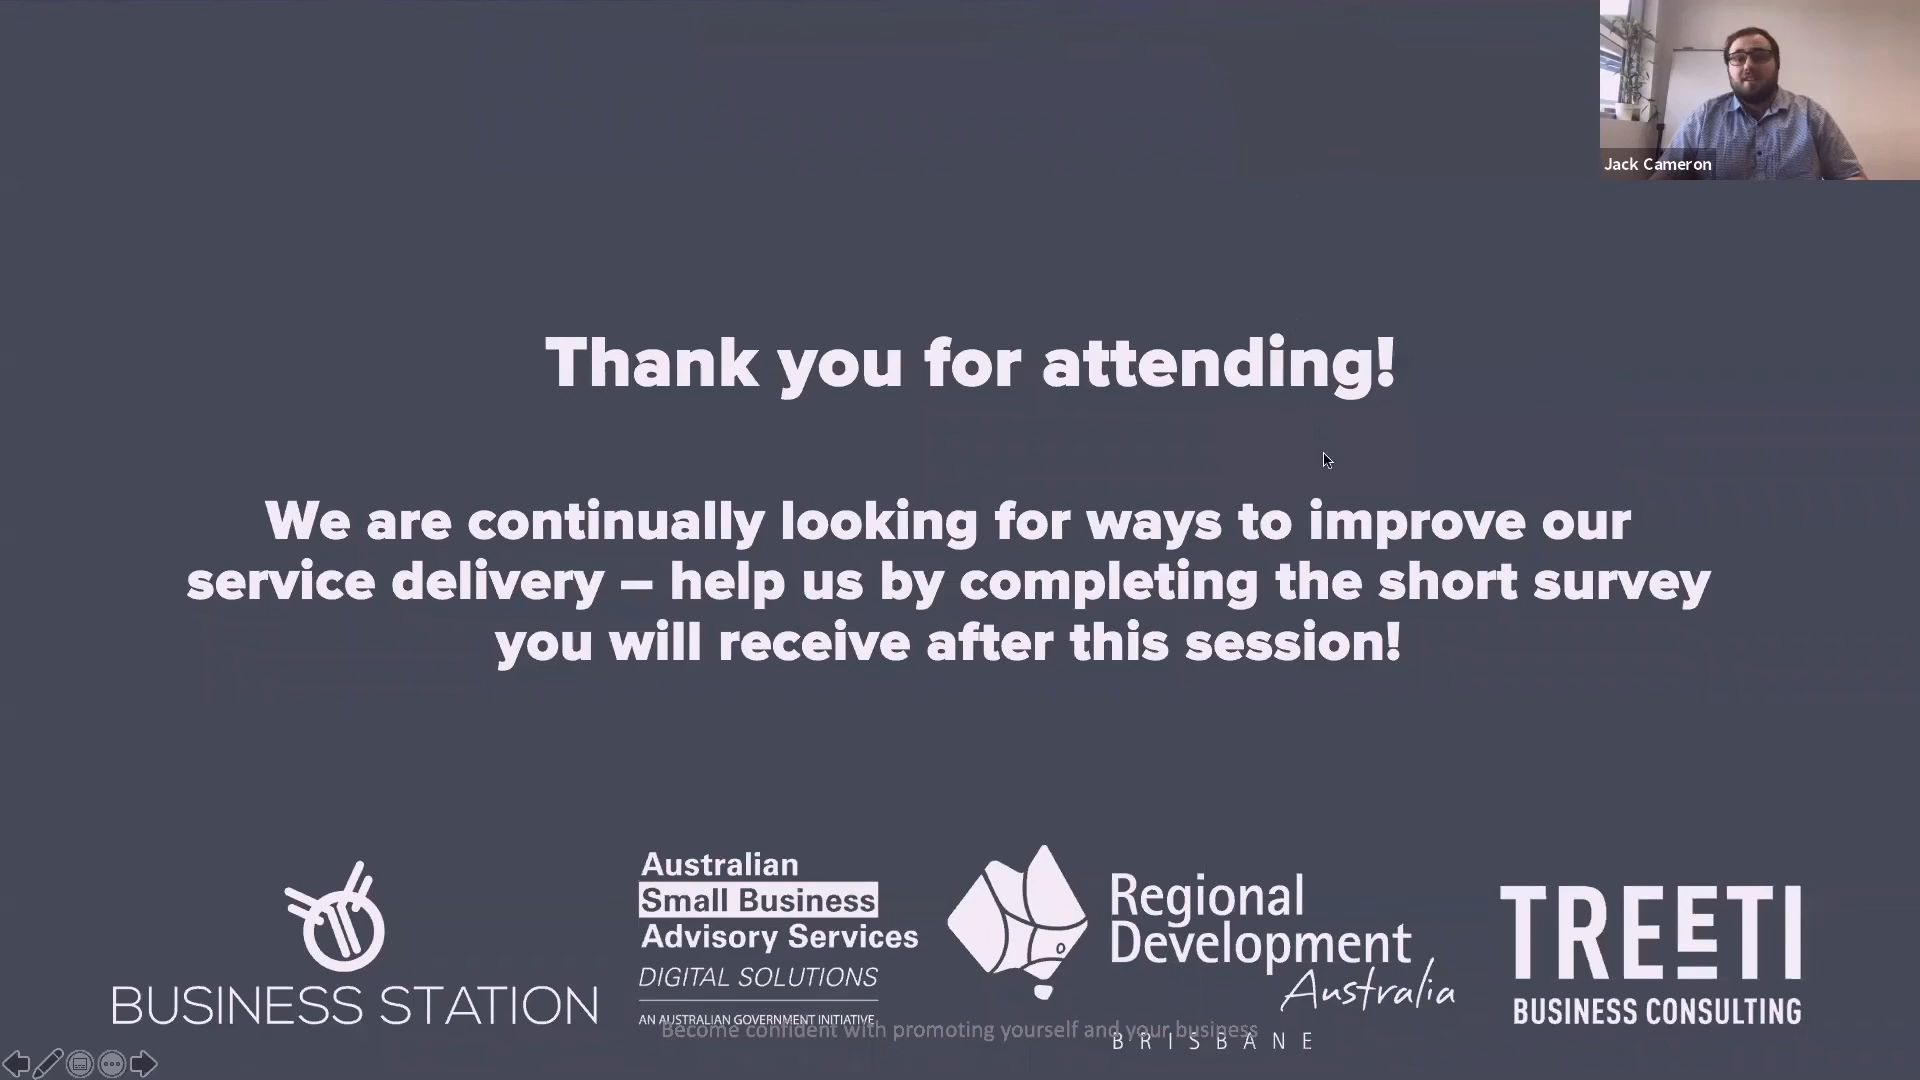 Jack Cameron
Thank you for attending!
We are continually looking for ways to improve our
service delivery – help us by completing the short survey
you will receive after this session!
BUSINESS STATION
Australian
Small Business
Advisory Services
DIGITAL SOLUTIONS
AN AUSTRALIAN GOVERNMENT INITIATIVE
Regional
Development
Australia
BRISBANE
TREETI
BUSINESS CONSULTING
Become confident with promoting yourself and your business